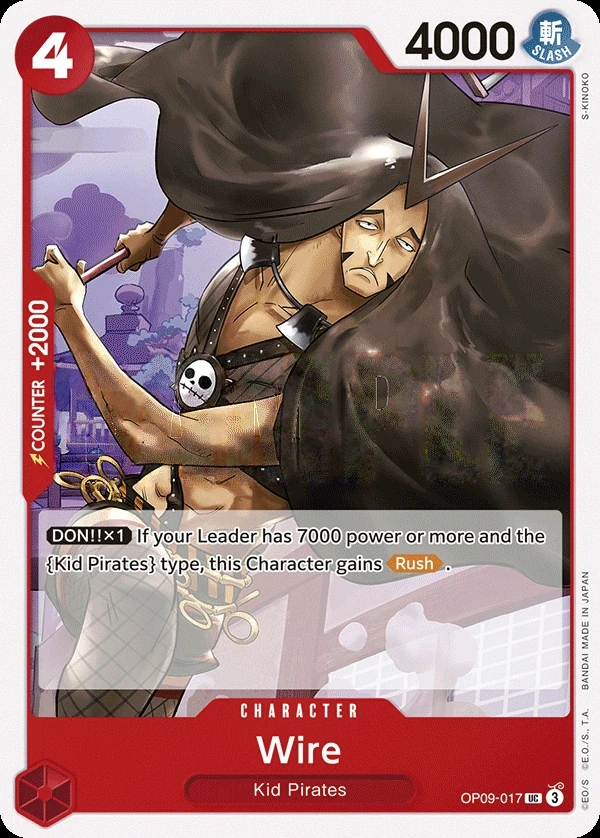 4
4000
斬
SLASH
S-KINOKO
COUNTER +2000
DON!!×1 If your Leader has 7000 power or more and the
{Kid Pirates} type, this Character gains Rush.
BANDAI MADE IN JAPAN
©EO/S ©E.O./S., T.A.
CHARACTER
Wire
Kid Pirates
OP09-017 UC 3